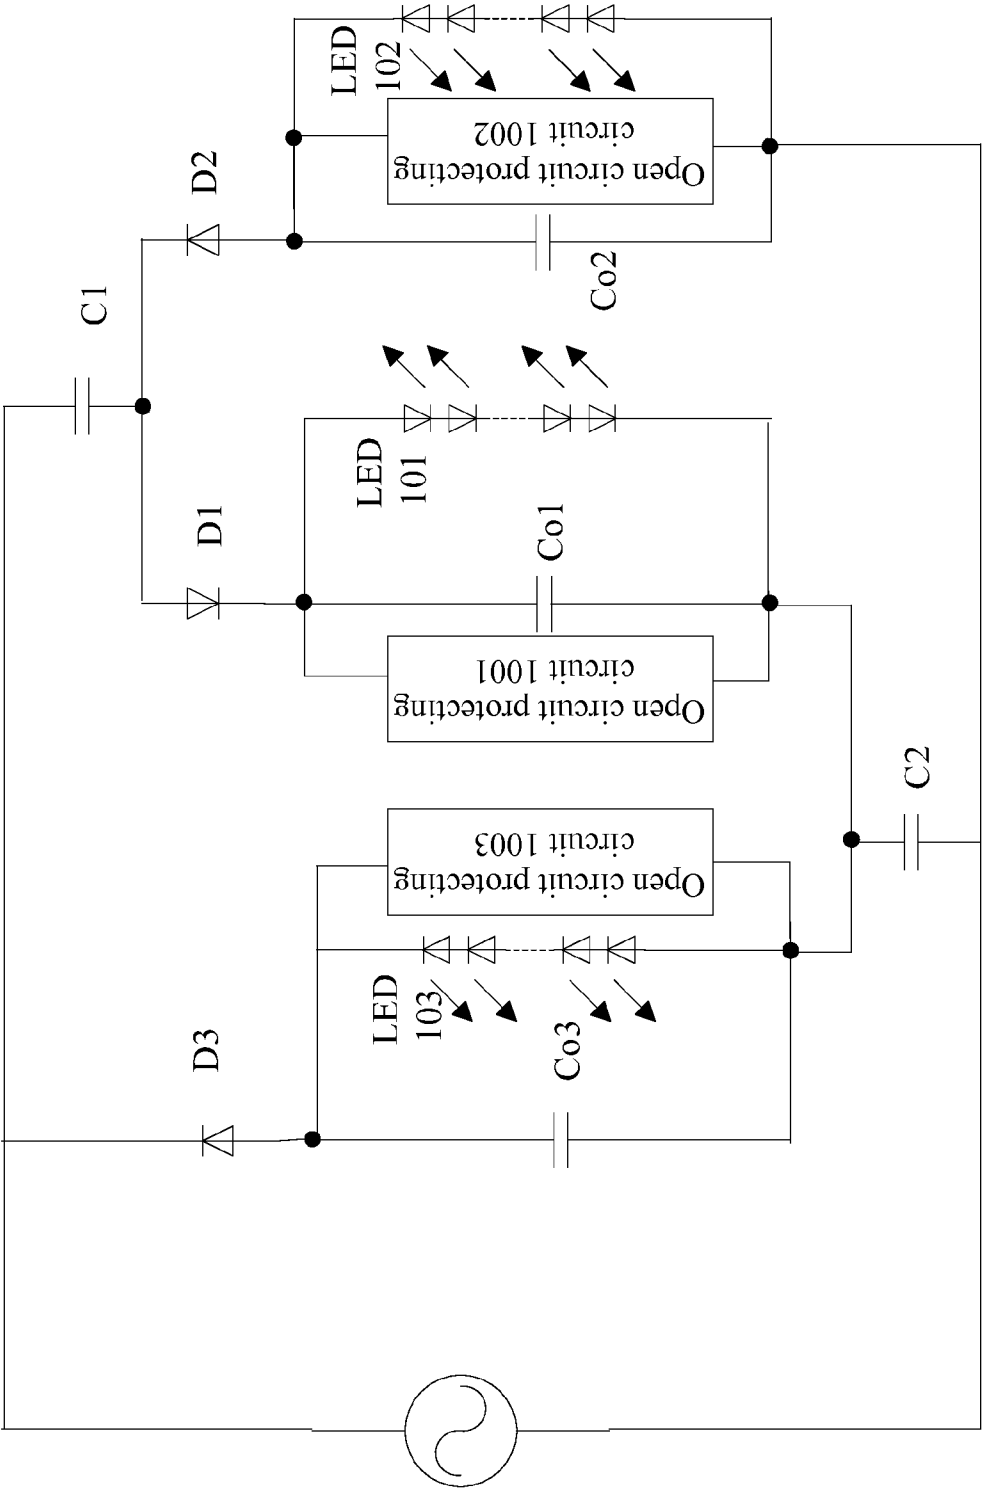 LED
102
Open circuit protecting
circuit 1002
D2
Co2
C1
LED
101
D1
Co1
Open circuit protecting
circuit 1001
C2
Open circuit protecting
circuit 1003
LED
103
D3
Co3